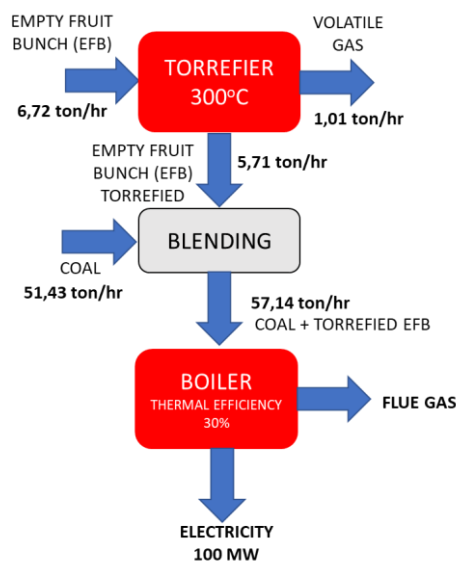 EMPTY FRUIT
BUNCH (EFB)
6,72 ton/hr
TORREFIER
300°C
VOLATILE
GAS
1,01 ton/hr
EMPTY FRUIT
BUNCH (EFB)
TORREFIED
5,71 ton/hr
BLENDING
COAL
51,43 ton/hr
57,14 ton/hr
COAL + TORREFIED EFB
BOILER
THERMAL EFFICIENCY
30%
FLUE GAS
ELECTRICITY
100 MW